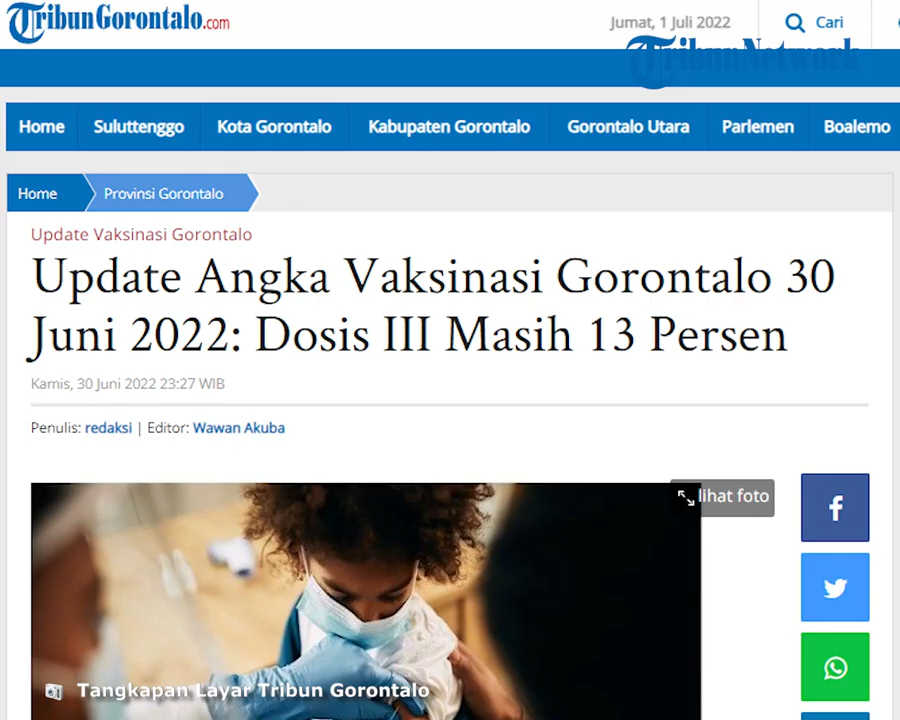 TribunGorontalo.com
Jumat, 1 Juli 2022
Cari
TribunNetwork
Home Suluttenggo Kota Gorontalo Kabupaten Gorontalo Gorontalo Utara Parlemen Boalemo
Home Provinsi Gorontalo
Update Vaksinasi Gorontalo
Update Angka Vaksinasi Gorontalo 30
Juni 2022: Dosis III Masih 13 Persen
Kamis, 30 Juni 2022 23:27 WIB
Penulis: redaksi | Editor: Wawan Akuba
lihat foto
Tangkapan Layar Tribun Gorontalo